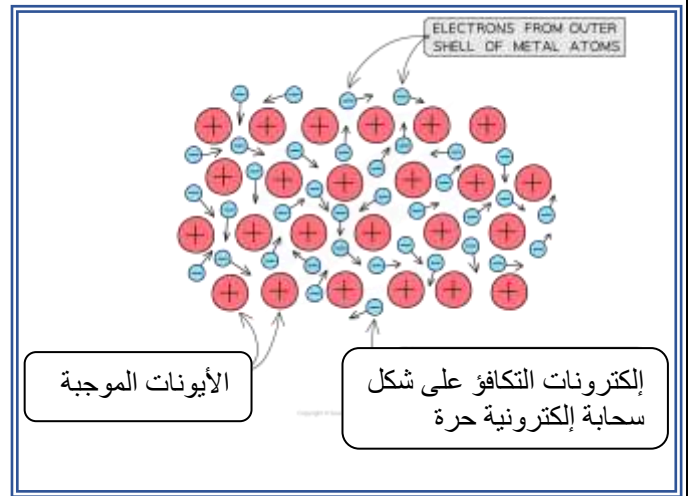 ELECTRONS FROM OUTER
SHELL OF METAL ATOMS
الأيونات الموجبة
إلكترونات التكافؤ على شكل
سحابة إلكترونية حرة